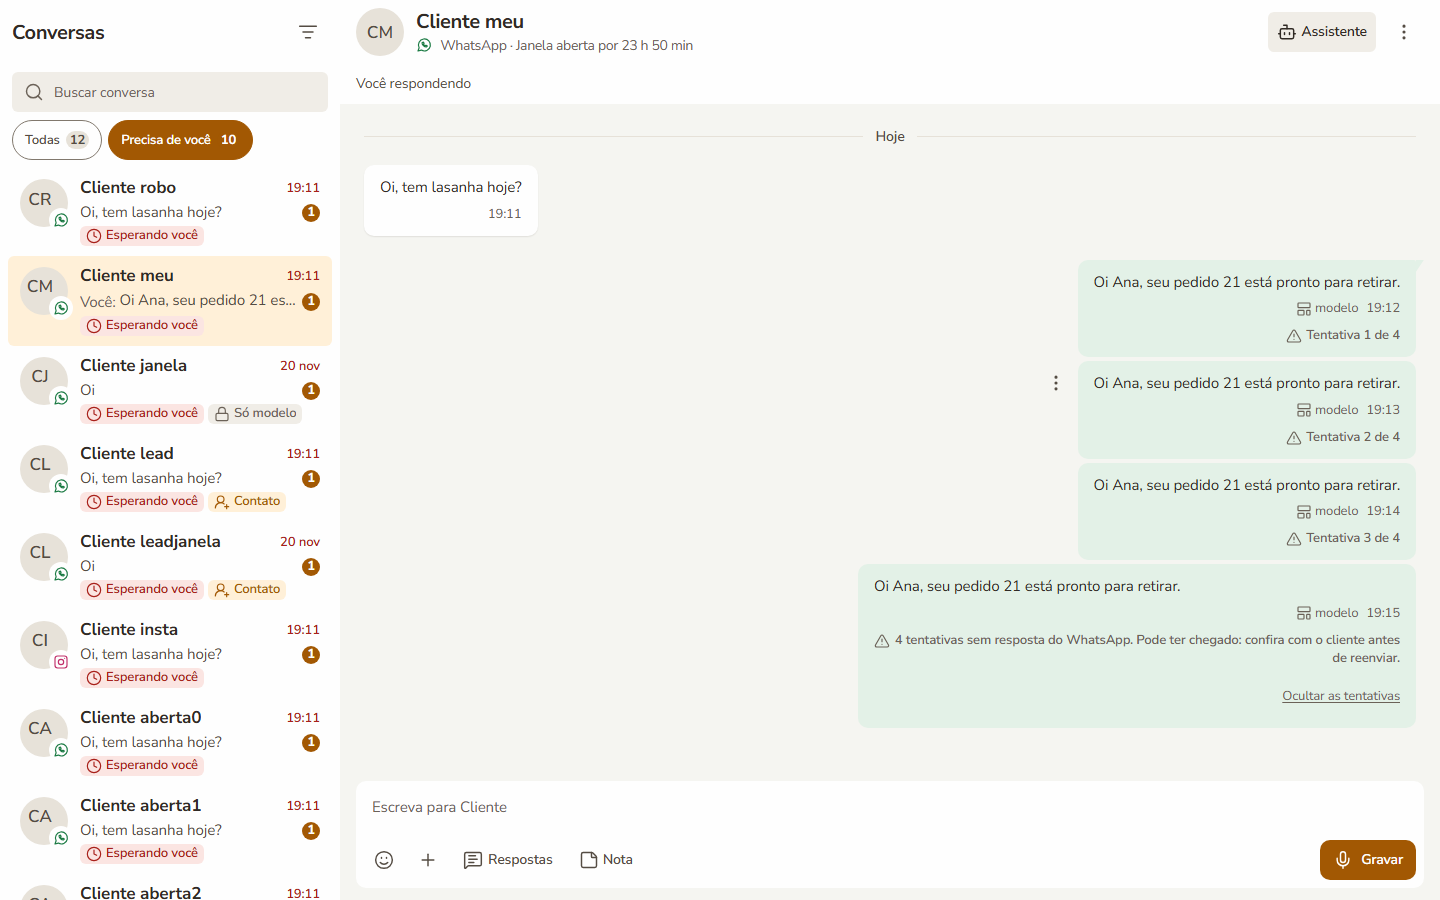 Conversas
Buscar conversa
Todas 12
Precisa de você 10
CR
Cliente robo 19:11
Oi, tem lasanha hoje? 1
Esperando você
CM
Cliente meu 19:11
Você: Oi Ana, seu pedido 21 es... 1
Esperando você
CJ
Cliente janela 20 nov
Oi 1
Esperando você Só modelo
CL
Cliente lead 19:11
Oi, tem lasanha hoje? 1
Esperando você Contato
CL
Cliente leadjanela 20 nov
Oi 1
Esperando você Contato
CI
Cliente insta 19:11
Oi, tem lasanha hoje? 1
Esperando você
CA
Cliente aberta0 19:11
Oi, tem lasanha hoje? 1
Esperando você
CA
Cliente aberta1 19:11
Oi, tem lasanha hoje? 1
Esperando você
Cliente aberta2 19:11
CM
Cliente meu
WhatsApp · Janela aberta por 23 h 50 min
Assistente
Você respondendo
Hoje
Oi, tem lasanha hoje?
19:11
Oi Ana, seu pedido 21 está pronto para retirar.
modelo 19:12
Tentativa 1 de 4
Oi Ana, seu pedido 21 está pronto para retirar.
modelo 19:13
Tentativa 2 de 4
Oi Ana, seu pedido 21 está pronto para retirar.
modelo 19:14
Tentativa 3 de 4
Oi Ana, seu pedido 21 está pronto para retirar.
modelo 19:15
4 tentativas sem resposta do WhatsApp. Pode ter chegado: confira com o cliente antes
de reenviar.
Ocultar as tentativas
Escreva para Cliente
Respostas
Nota
Gravar